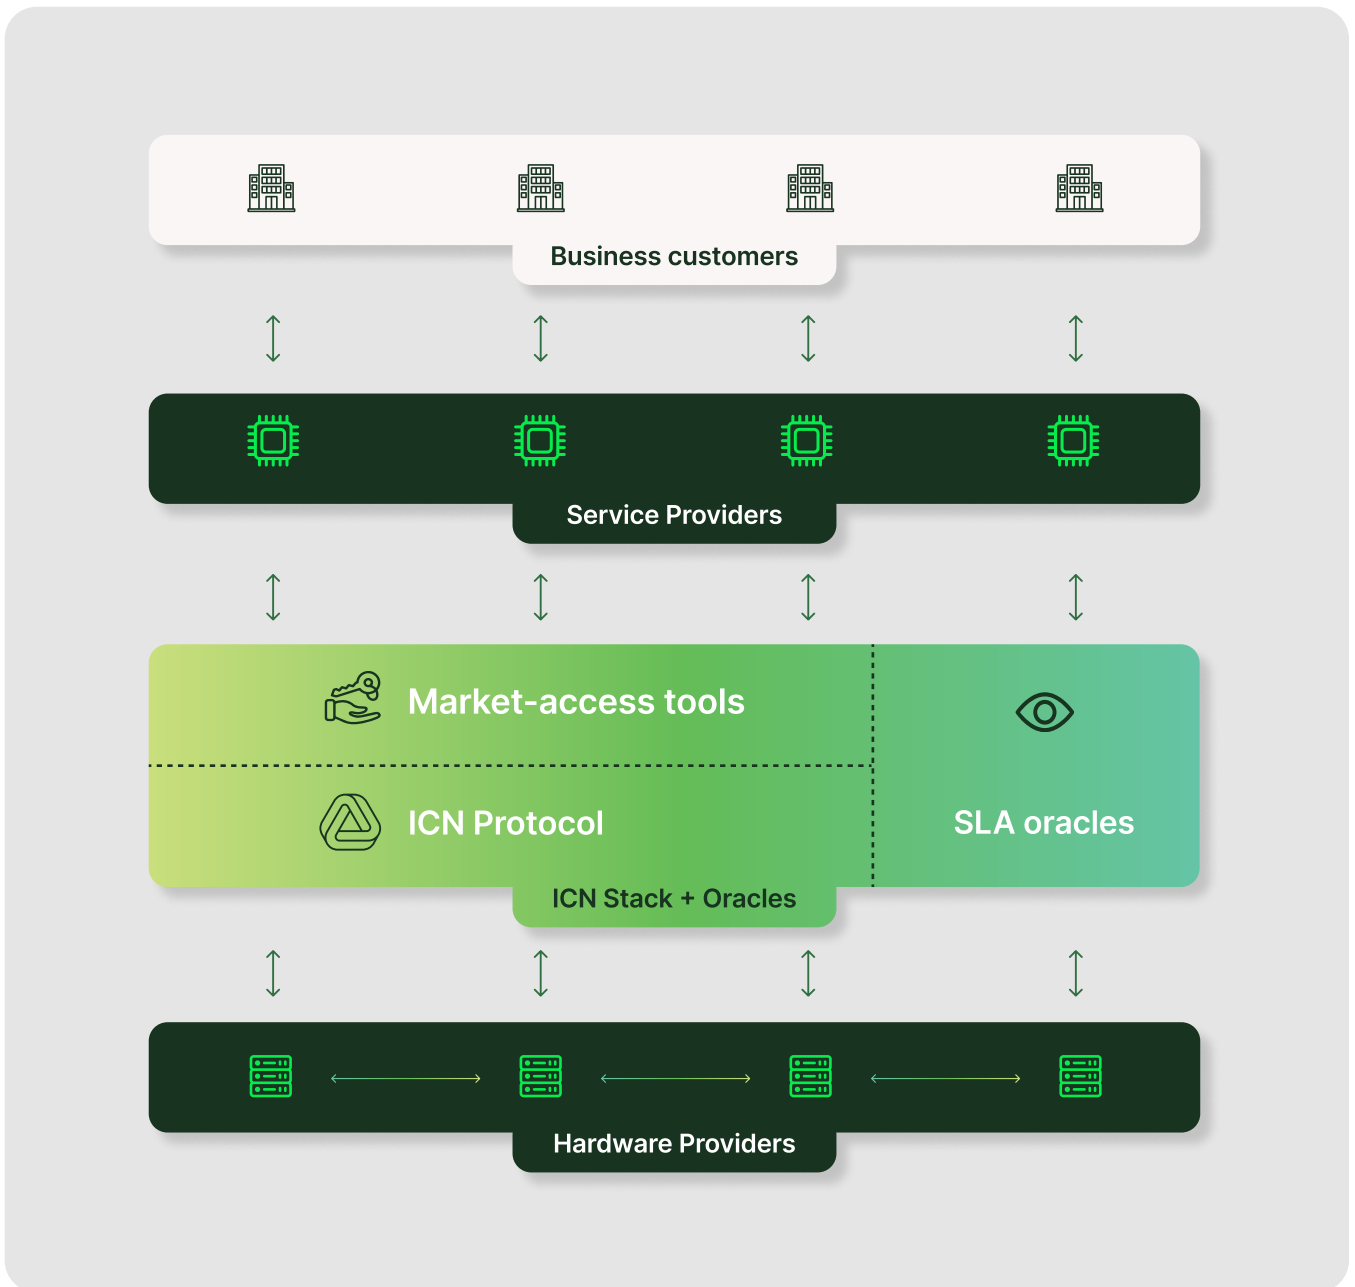 Business customers
Service Providers
Market-access tools
ICN Protocol
SLA oracles
ICN Stack + Oracles
Hardware Providers